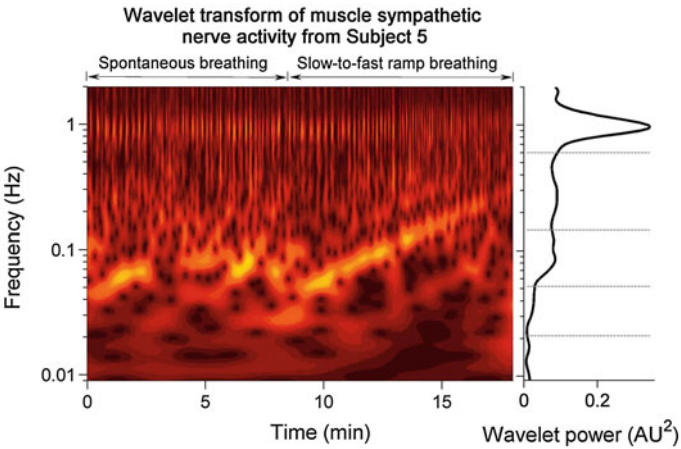 Wavelet transform of muscle sympathetic
nerve activity from Subject 5
Spontaneous breathing
Slow-to-fast ramp breathing
Frequency (Hz)
1
0.1
0.01
0
5
10
15
Time (min)
0
0.2
Wavelet power (AU²)